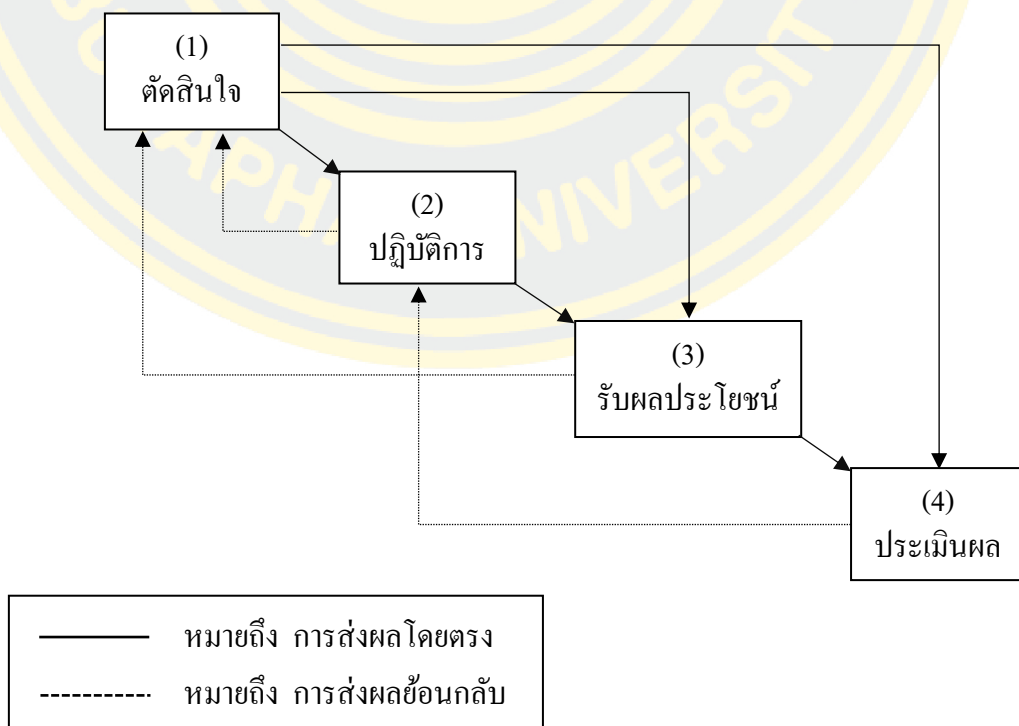 (1)
ตัดสินใจ
(2)
ปฏิบัติการ
(3)
รับผลประโยชน์
(4)
ประเมินผล
หมายถึง การส่งผลโดยตรง
หมายถึง การส่งผลย้อนกลับ